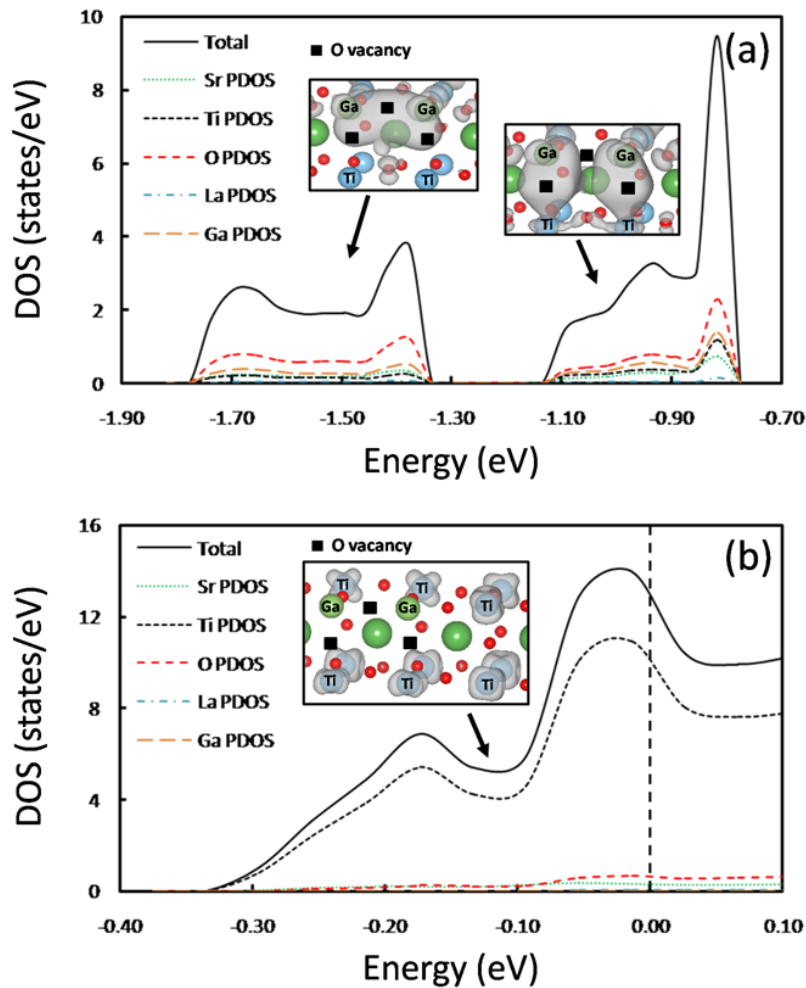 10
8
6
4
2
0
DOS (states/eV)
Total
Sr PDOS
Ti PDOS
O PDOS
La PDOS
Ga PDOS
■ O vacancy
(a)
Ga
Ga
Ti
Ti
Ga
Ga
Ti
Ti
-1.90
-1.70
-1.50
-1.30
-1.10
-0.90
-0.70
Energy (eV)
16
12
8
4
0
DOS (states/eV)
Total
Sr PDOS
Ti PDOS
O PDOS
La PDOS
Ga PDOS
■ O vacancy
(b)
Ti
Ti
Ti
Ga
Ga
Ti
Ti
Ti
-0.40
-0.30
-0.20
-0.10
0.00
0.10
Energy (eV)